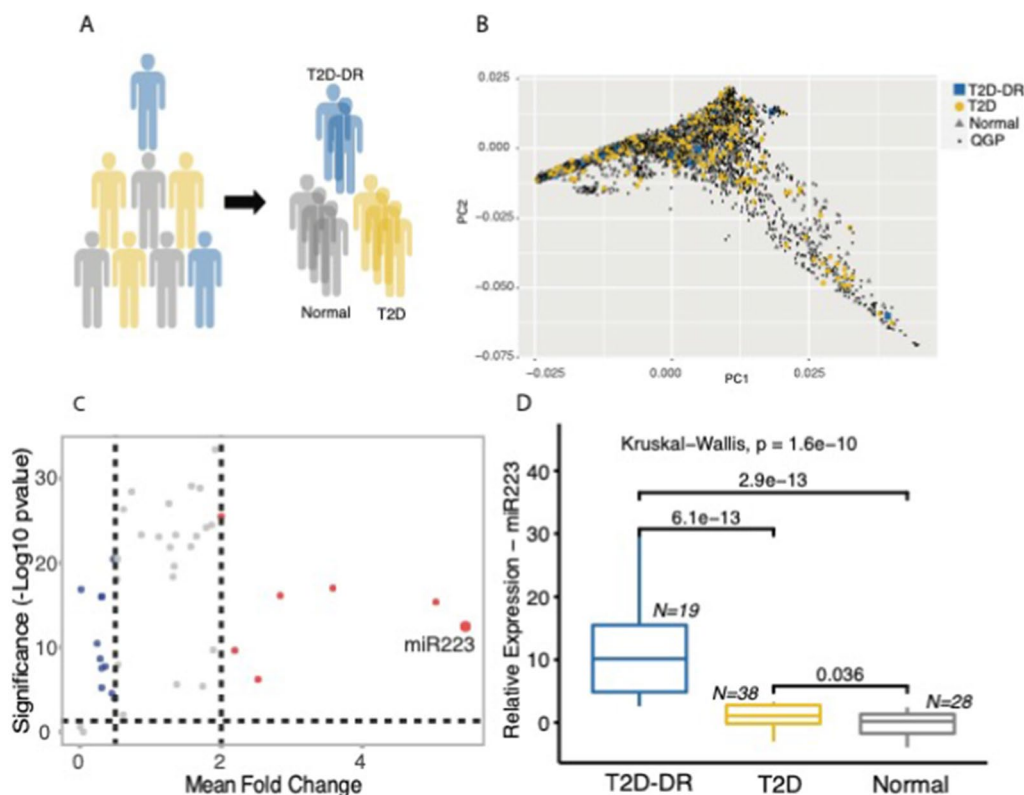 A
T2D-DR
Normal
T2D
B
0.025
0.000
−0.025
−0.050
−0.075
PC2
−0.025
0.000
0.025
PC1
T2D-DR
T2D
Normal
QGP
C
Significance (-Log10 pvalue)
30
20
10
0
miR223
0
2
4
Mean Fold Change
D
Relative Expression – miR223
40
30
20
10
0
Kruskal–Wallis, p = 1.6e−10
2.9e−13
6.1e−13
N=19
0.036
N=38
N=28
T2D-DR
T2D
Normal